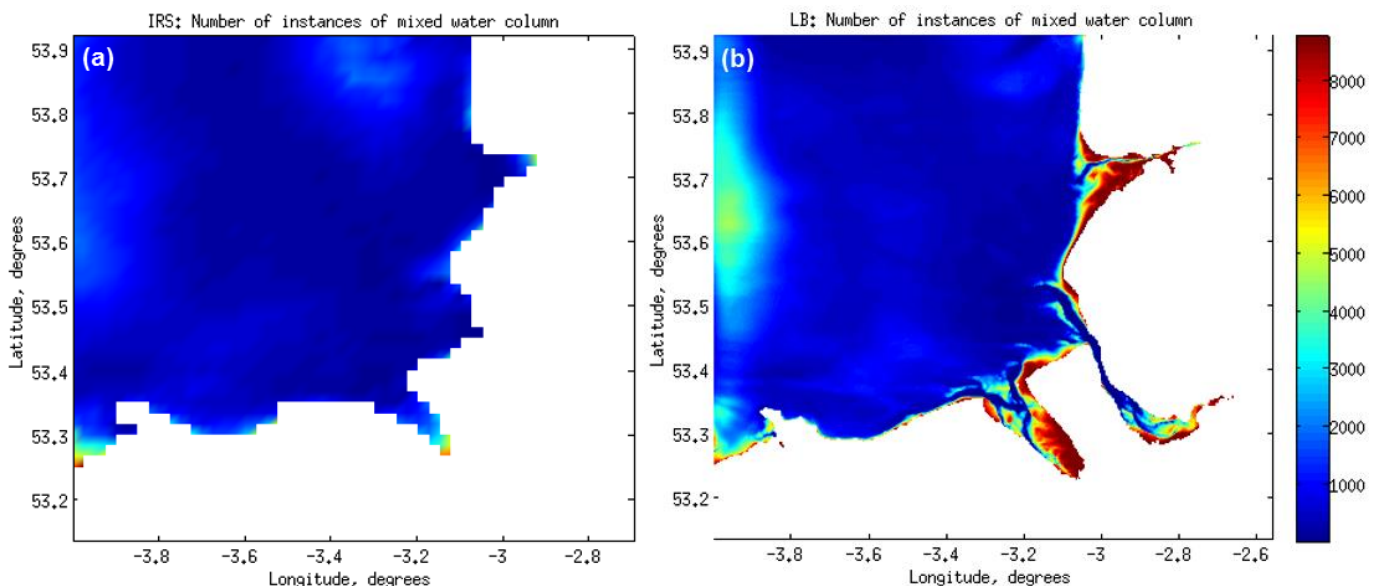 IRS: Number of instances of mixed water column
(a)
53.9
53.8
53.7
53.6
53.5
53.4
53.3
53.2
Latitude, degrees
-3.8 -3.6 -3.4 -3.2 -3 -2.8
Longitude, degrees
LB: Number of instances of mixed water column
(b)
53.9
53.8
53.7
53.6
53.5
53.4
53.3
53.2
Latitude, degrees
-3.8 -3.6 -3.4 -3.2 -3 -2.8 -2.6
Longitude, degrees
8000
7000
6000
5000
4000
3000
2000
1000